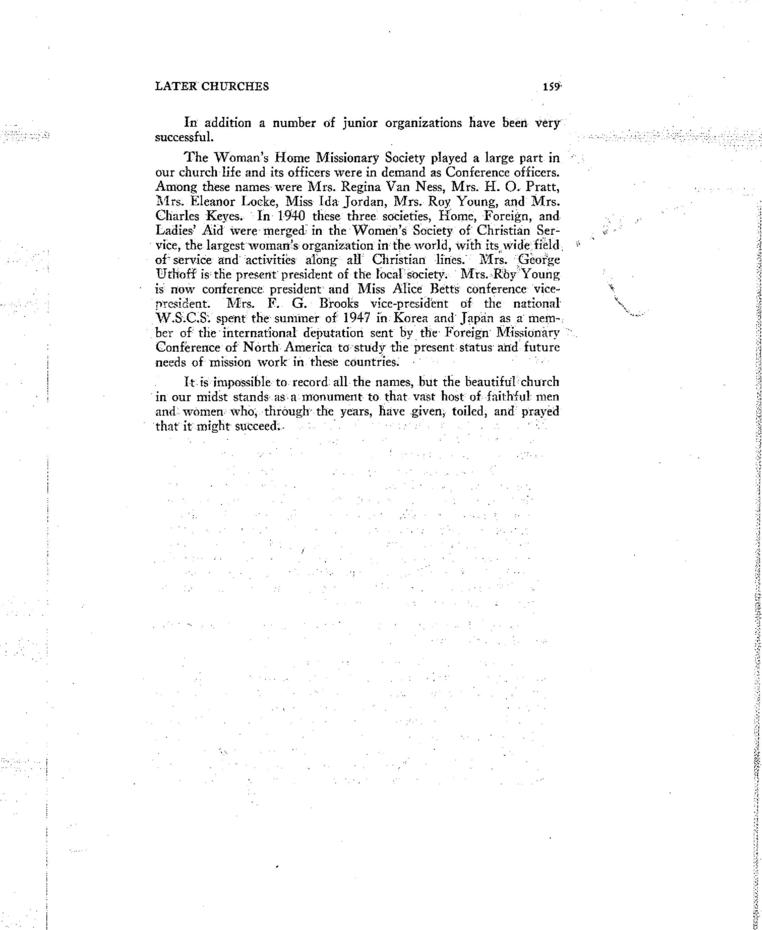 LATER CHURCHES 159
In addition a number of junior organizations have been very
successful.
The Woman's Home Missionary Society played a large part in
our church life and its officers were in demand as Conference officers.
Among these names were Mrs. Regina Van Ness, Mrs. H. O. Pratt,
Mrs. Eleanor Locke, Miss Ida Jordan, Mrs. Roy Young, and Mrs.
Charles Keyes. In 1940 these three societies, Home, Foreign, and
Ladies' Aid were merged in the Women's Society of Christian Ser-
vice, the largest woman's organization in the world, with its wide field
of service and activities along all Christian lines. Mrs. George
Uthoff is the present president of the local society. Mrs. Roy Young
is now conference president and Miss Alice Betts conference vice-
president. Mrs. F. G. Brooks vice-president of the national
W.S.C.S. spent the summer of 1947 in Korea and Japan as a mem-
ber of the international deputation sent by the Foreign Missionary
Conference of North America to study the present status and future
needs of mission work in these countries.
It is impossible to record all the names, but the beautiful church
in our midst stands as a monument to that vast host of faithful men
and women who, through the years, have given, toiled, and prayed
that it might succeed.